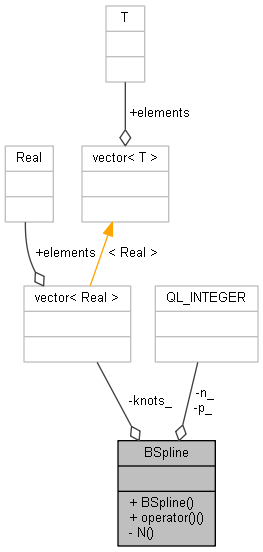 T
+elements
Real
vector< T >
+elements
< Real >
vector< Real >
QL_INTEGER
-knots_
-n_
-p_
BSpline
+ BSpline()
+ operator()()
- N()